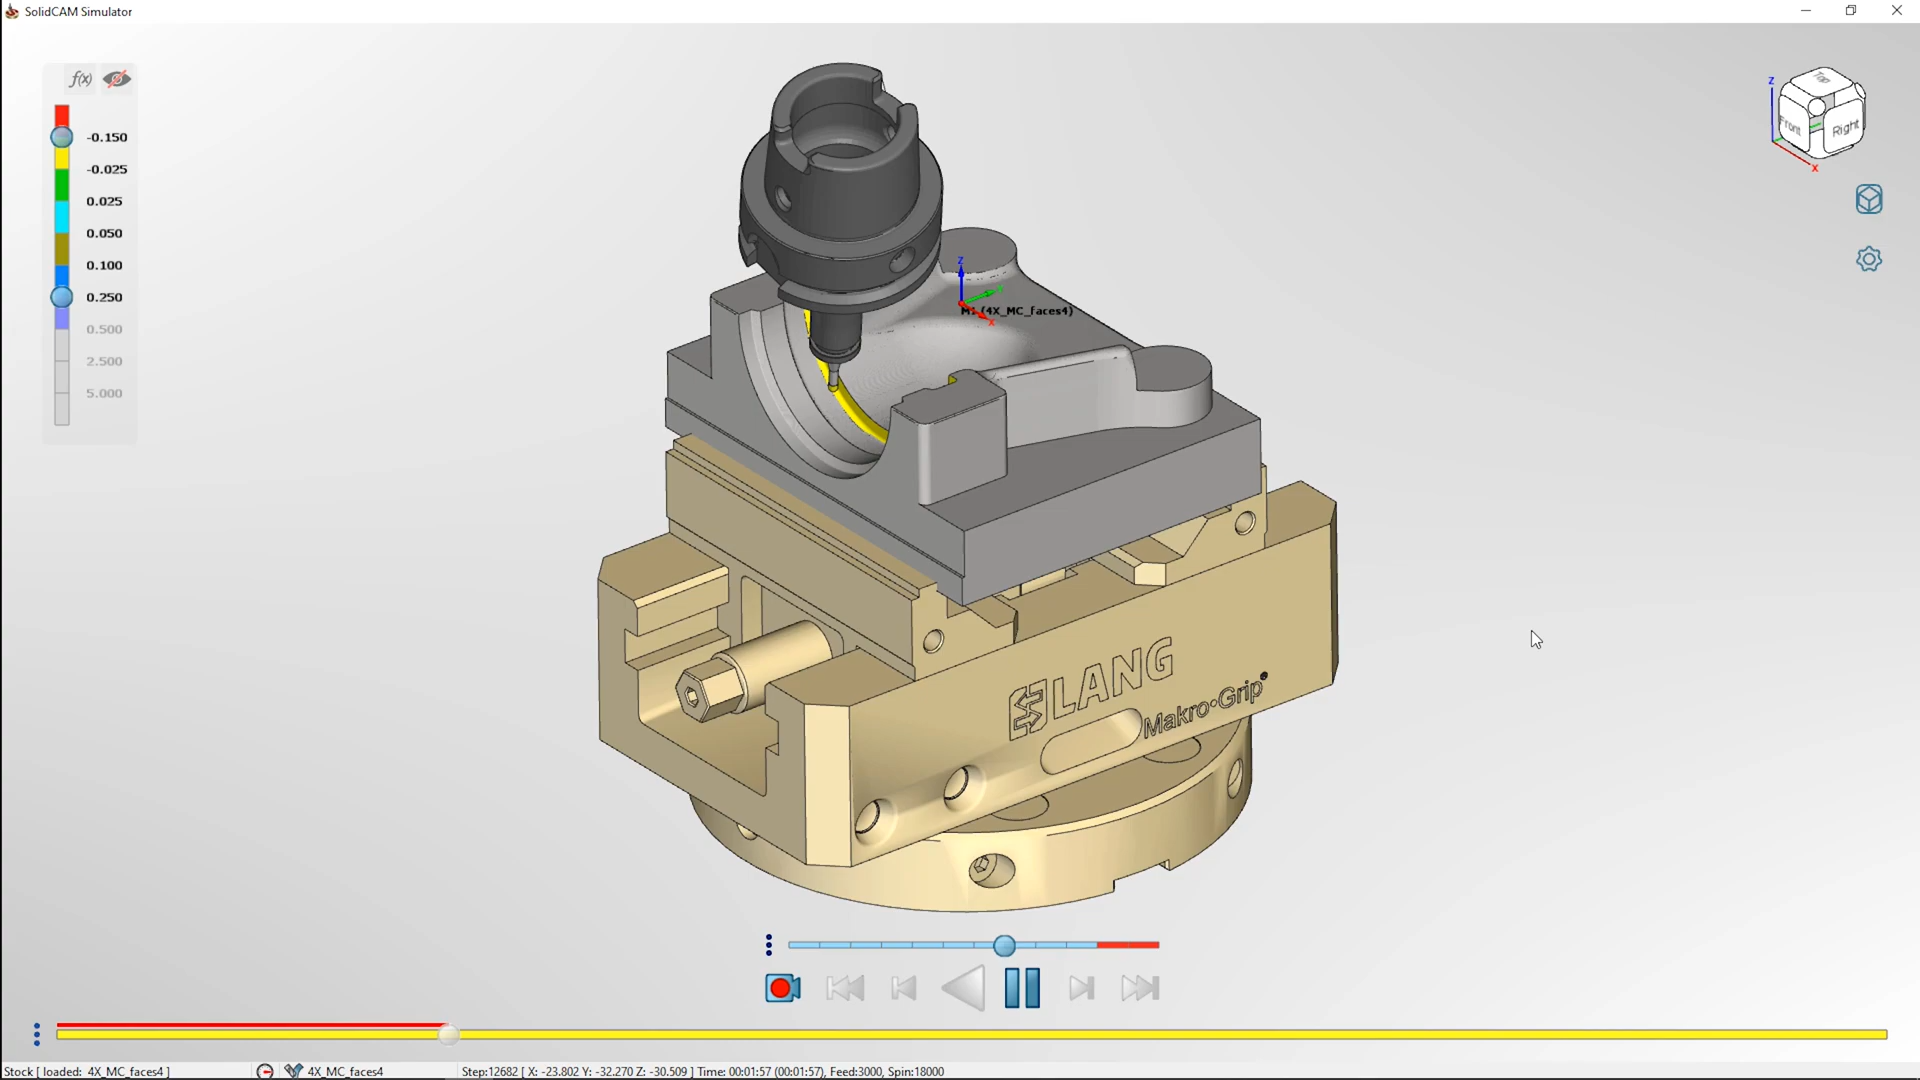 SolidCAM Simulator
f(x)
-0.150
-0.025
0.025
0.050
0.100
0.250
0.500
2.500
5.000
Z
Top
Front
Right
X
Z
(4X_MC_faces4)
X
LANG
Makro•Grip®
Stock [ loaded: 4X_MC_faces4 ]
4X_MC_faces4
Step:12682 [ X: -23.802 Y: -32.270 Z: -30.509 ] Time: 00:01:57 (00:01:57), Feed:3000, Spin:18000